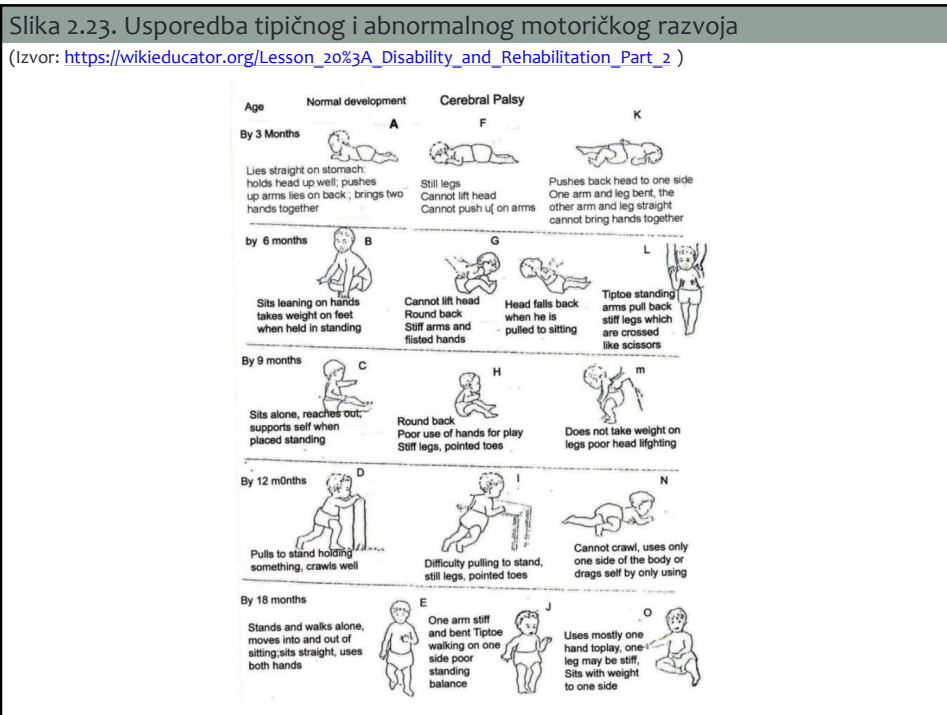 Slika 2.23. Usporedba tipičnog i abnormalnog motoričkog razvoja
(Izvor: https://wikieducator.org/Lesson_20%3A_Disability_and_Rehabilitation_Part_2 )
Age
Normal development
Cerebral Palsy
By 3 Months
A
F
K
Lies straight on stomach:
holds head up well; pushes
up arms lies on back ; brings two
hands together
Still legs
Cannot lift head
Cannot push u[ on arms
Pushes back head to one side
One arm and leg bent, the
other arm and leg straight
cannot bring hands together
by 6 months
B
G
L
Sits leaning on hands
takes weight on feet
when held in standing
Cannot lift head
Round back
Stiff arms and
fiisted hands
Head falls back
when he is
pulled to sitting
Tiptoe standing
arms pull back
stiff legs which
are crossed
like scissors
By 9 months
C
H
m
Sits alone, reaches out;
supports self when
placed standing
Round back
Poor use of hands for play
Stiff legs, pointed toes
Does not take weight on
legs poor head lifghting
By 12 m0nths
D
I
N
Pulls to stand holding
something, crawls well
Difficulty pulling to stand,
still legs, pointed toes
Cannot crawl, uses only
one side of the body or
drags self by only using
By 18 months
E
J
O
Stands and walks alone,
moves into and out of
sitting;sits straight, uses
both hands
One arm stiff
and bent Tiptoe
walking on one
side poor
standing
balance
Uses mostly one
hand toplay, one
leg may be stiff,
Sits with weight
to one side